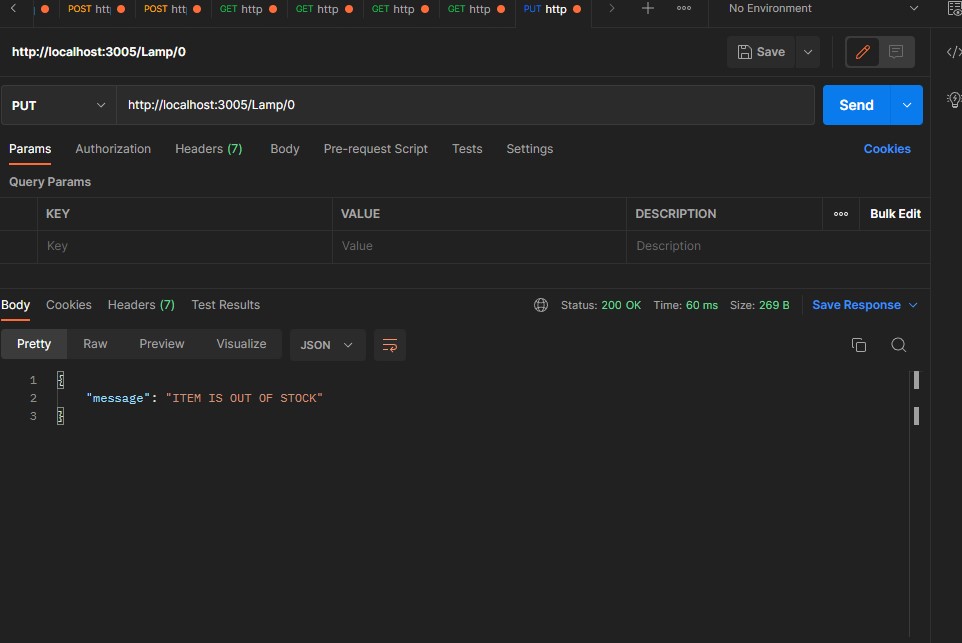 POST htt POST htt GET http GET http GET http GET http PUT http No Environment
http://localhost:3005/Lamp/0 Save
PUT http://localhost:3005/Lamp/0 Send
Params Authorization Headers (7) Body Pre-request Script Tests Settings Cookies
Query Params
KEY VALUE DESCRIPTION Bulk Edit
Key Value Description
Body Cookies Headers (7) Test Results Status: 200 OK Time: 60 ms Size: 269 B Save Response
Pretty Raw Preview Visualize JSON
1 {
2 "message": "ITEM IS OUT OF STOCK"
3 }